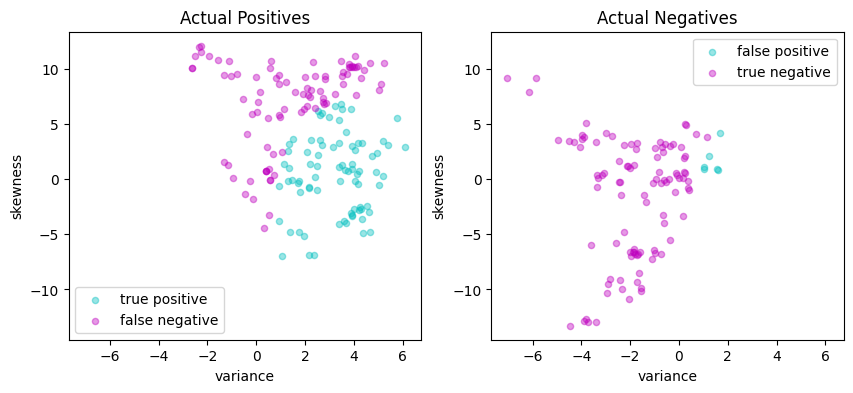 Actual Positives
10
5
0
−5
−10
skewness
true positive
false negative
−6 −4 −2 0 2 4 6
variance
Actual Negatives
false positive
true negative
10
5
0
−5
−10
skewness
−6 −4 −2 0 2 4 6
variance